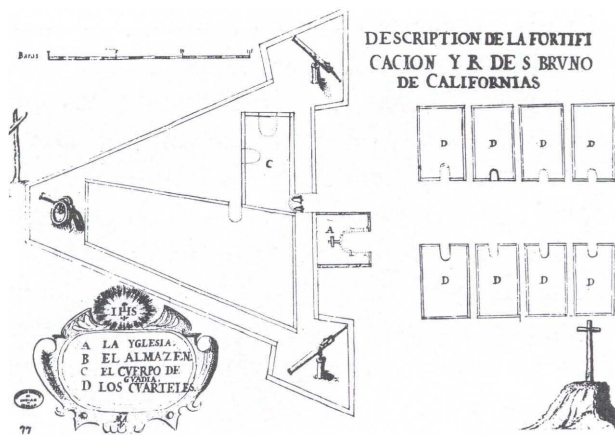 DESCRIPTION DE LA FORTIFI
CACION Y R DE S BRVNO
DE CALIFORNIAS
Baras
C
A
D D D D
D D D D
IHS
A LA YGLESIA.
B EL ALMAZEN.
C EL CVERPO DE
GVADIA.
D LOS CVARTELES.
77